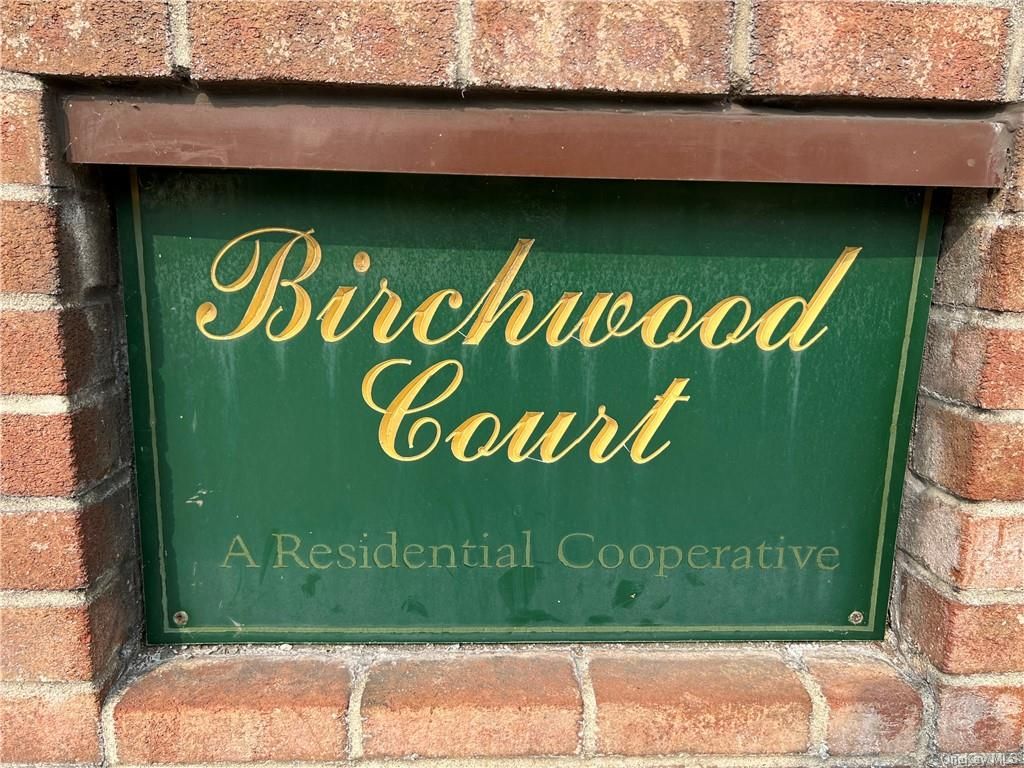 Birchwood
Court
A Residential Cooperative
OneKey MLS